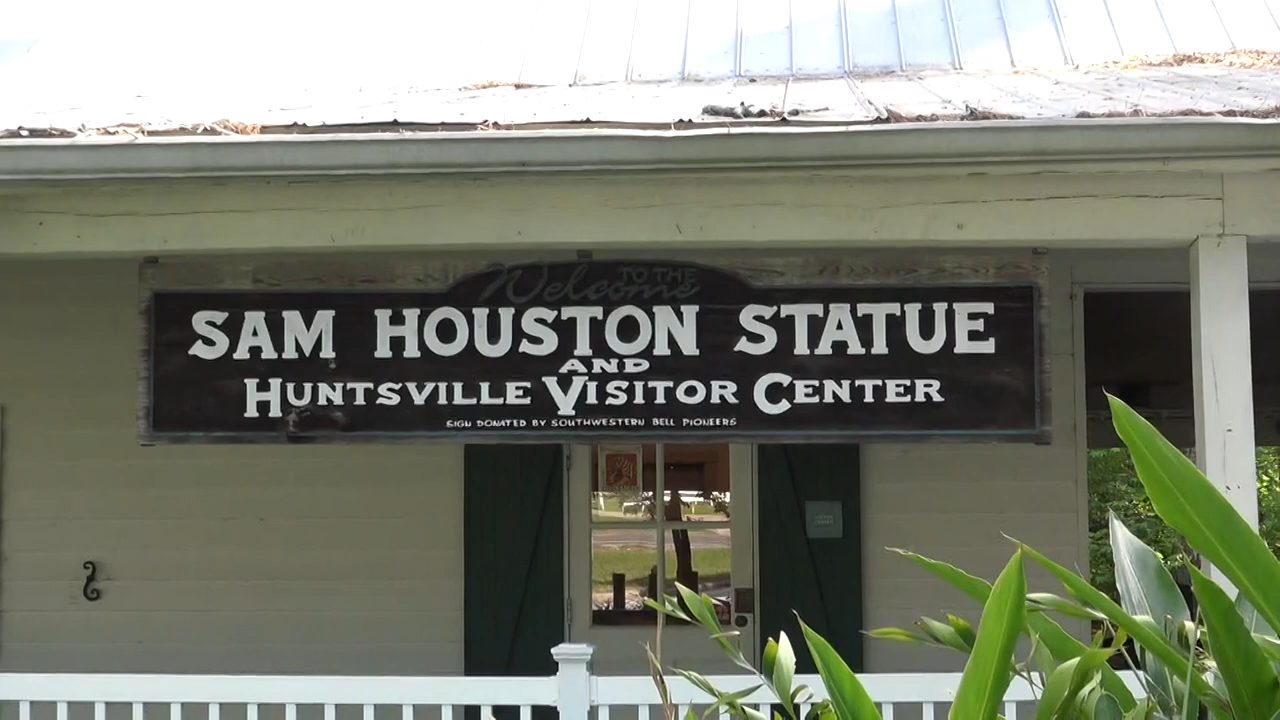 Welcome TO THE
SAM HOUSTON STATUE
AND
HUNTSVILLE VISITOR CENTER
SIGN DONATED BY SOUTHWESTERN BELL PIONEERS